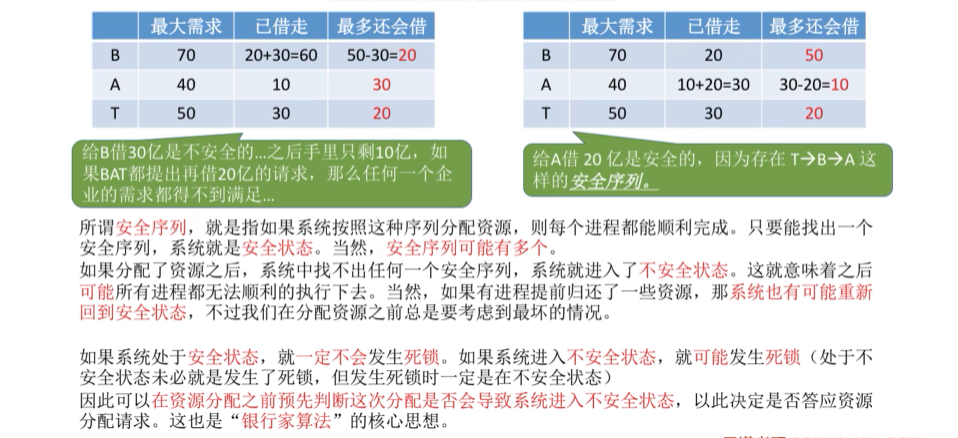 最大需求 已借走 最多还会借
B 70 20+30=60 50-30=20
A 40 10 30
T 50 30 20
给B借30亿是不安全的...之后手里只剩10亿，如
果BAT都提出再借20亿的请求，那么任何一个企
业的需求都得不到满足...
最大需求 已借走 最多还会借
B 70 20 50
A 40 10+20=30 30-20=10
T 50 30 20
给A借 20 亿是安全的，因为存在 T→B→A 这
样的安全序列。
所谓安全序列，就是指如果系统按照这种序列分配资源，则每个进程都能顺利完成。只要能找出一个
安全序列，系统就是安全状态。当然，安全序列可能有多个。
如果分配了资源之后，系统中找不出任何一个安全序列，系统就进入了不安全状态。这就意味着之后
可能所有进程都无法顺利的执行下去。当然，如果有进程提前归还了一些资源，那系统也有可能重新
回到安全状态，不过我们在分配资源之前总是要考虑到最坏的情况。
如果系统处于安全状态，就一定不会发生死锁。如果系统进入不安全状态，就可能发生死锁（处于不
安全状态未必就是发生了死锁，但发生死锁时一定是在不安全状态）
因此可以在资源分配之前预先判断这次分配是否会导致系统进入不安全状态，以此决定是否答应资源
分配请求。这也是“银行家算法”的核心思想。